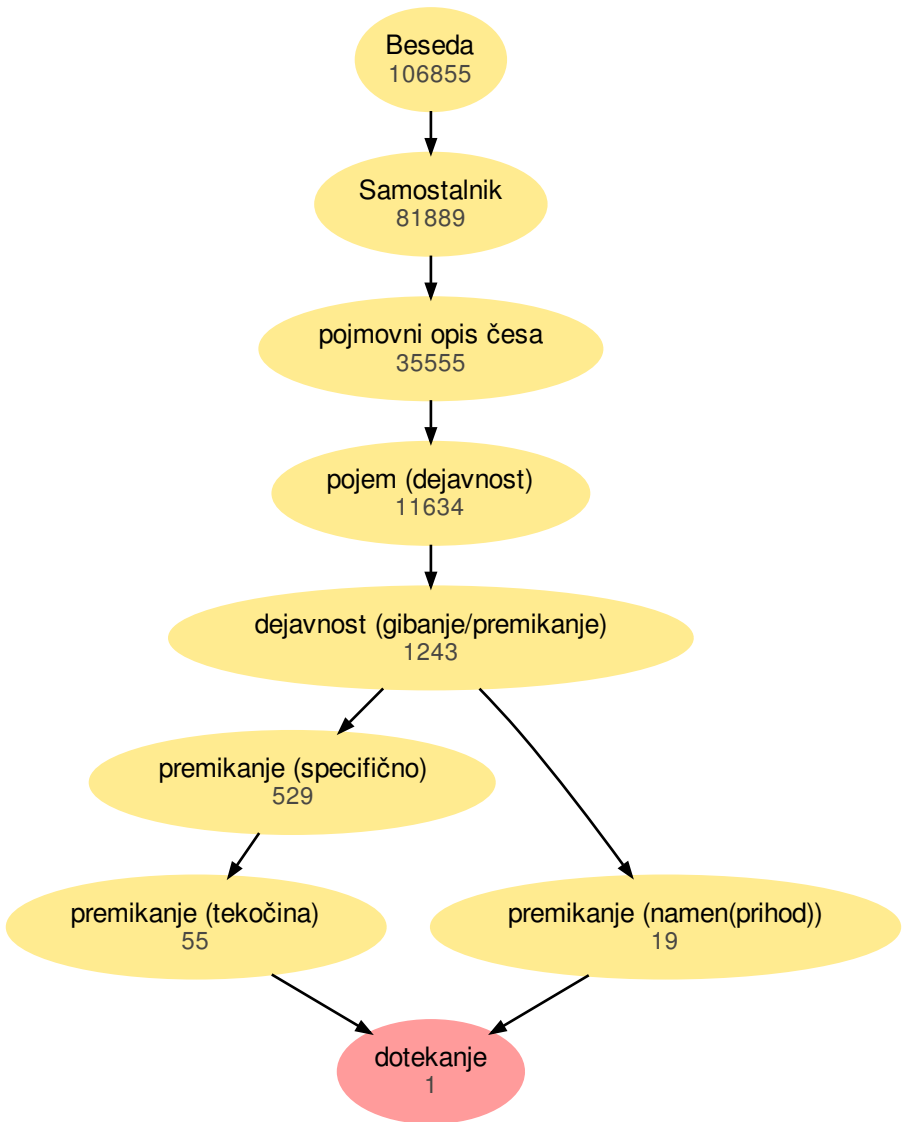 Beseda
106855
Samostalnik
81889
pojmovni opis česa
35555
pojem (dejavnost)
11634
dejavnost (gibanje/premikanje)
1243
premikanje (specifično)
529
premikanje (tekočina)
55
premikanje (namen(prihod))
19
dotekanje
1